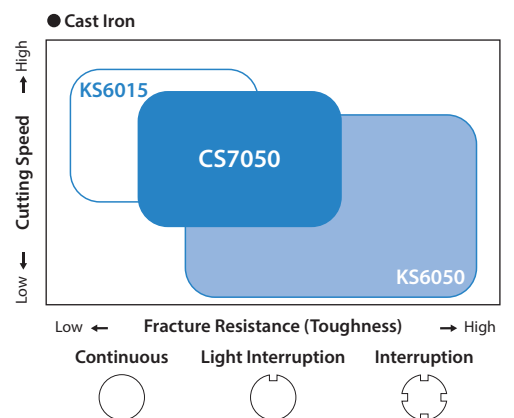 Cast Iron
High
KS6015
Cutting Speed
CS7050
Low
KS6050
Low
Fracture Resistance (Toughness)
High
Continuous
Light Interruption
Interruption